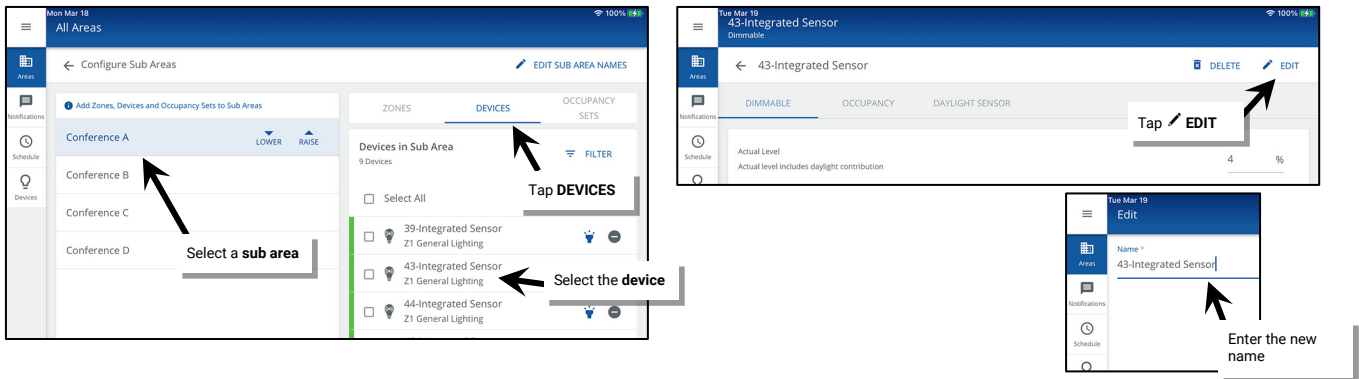 Mon Mar 18
100%
All Areas
Areas
Notifications
Schedule
Devices
Configure Sub Areas
EDIT SUB AREA NAMES
Add Zones, Devices and Occupancy Sets to Sub Areas
Conference A
LOWER
RAISE
Conference B
Conference C
Conference D
Select a sub area
ZONES
DEVICES
OCCUPANCY
SETS
Devices in Sub Area
9 Devices
FILTER
Tap DEVICES
Select All
39-Integrated Sensor
Z1 General Lighting
43-Integrated Sensor
Z1 General Lighting
Select the device
44-Integrated Sensor
Z1 General Lighting
Tue Mar 19
100%
43-Integrated Sensor
Dimmable
Areas
Notifications
Schedule
43-Integrated Sensor
DELETE
EDIT
DIMMABLE
OCCUPANCY
DAYLIGHT SENSOR
Tap EDIT
Actual Level
Actual level includes daylight contribution
4 %
Tue Mar 19
Edit
Areas
Notifications
Schedule
Name *
43-Integrated Sensor
Enter the new
name